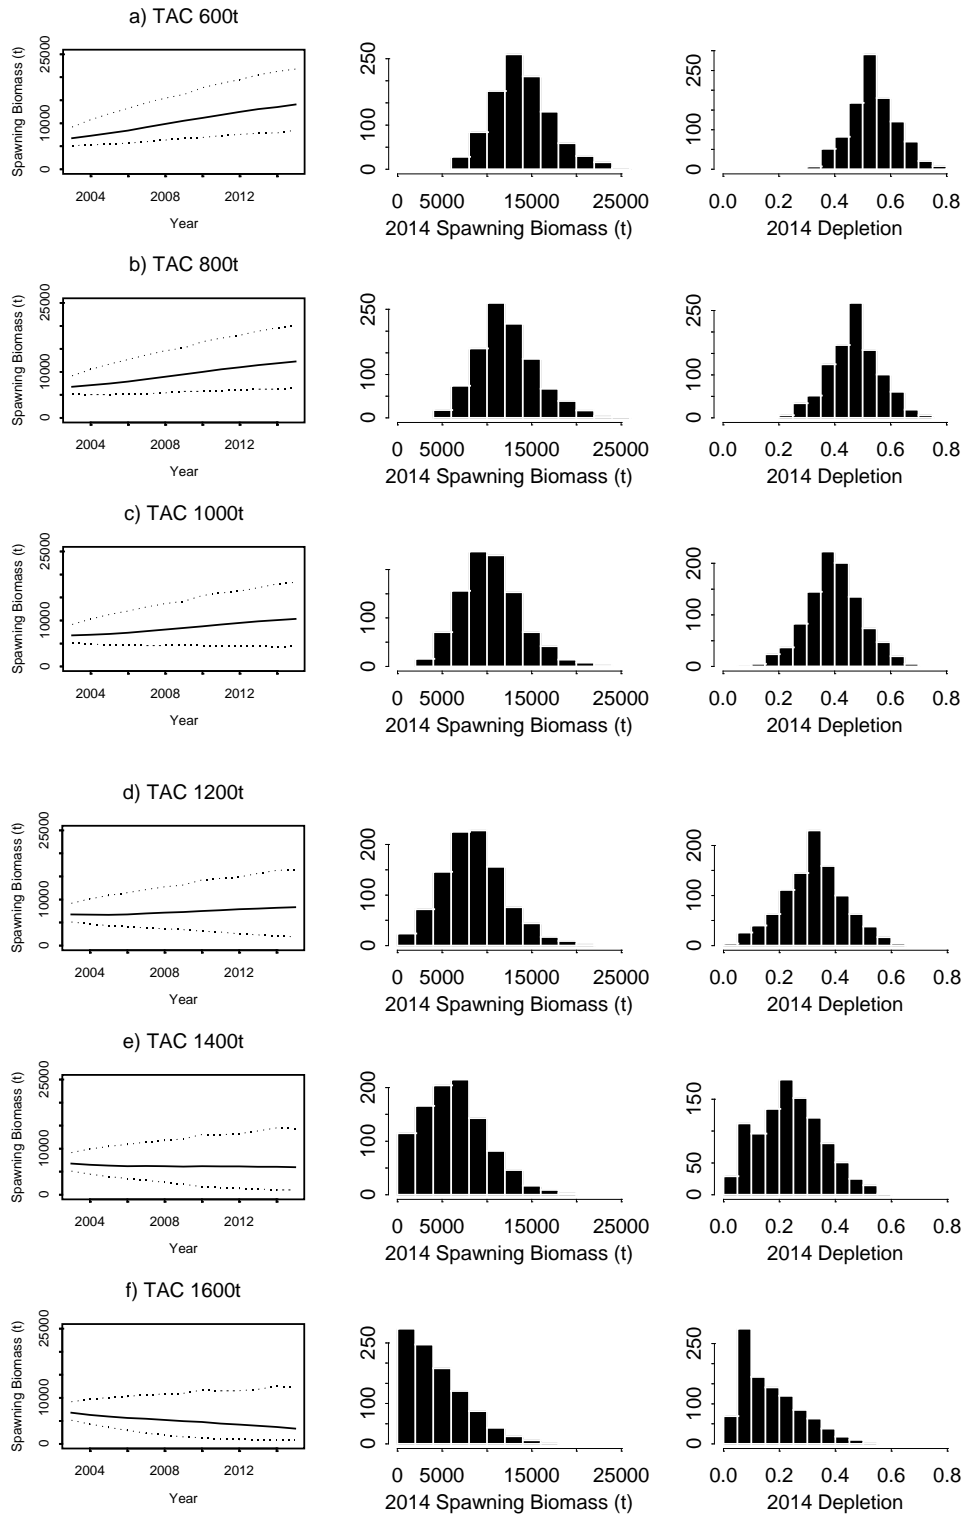 a) TAC 600t
Spawning Biomass (t)
0 10000 25000
2004 2008 2012
Year
0 100 250
0 5000 15000 25000
2014 Spawning Biomass (t)
0 100 250
0.0 0.2 0.4 0.6 0.8
2014 Depletion
b) TAC 800t
Spawning Biomass (t)
0 10000 25000
2004 2008 2012
Year
0 100 250
0 5000 15000 25000
2014 Spawning Biomass (t)
0 100 250
0.0 0.2 0.4 0.6 0.8
2014 Depletion
c) TAC 1000t
Spawning Biomass (t)
0 10000 25000
2004 2008 2012
Year
0 100
0 5000 15000 25000
2014 Spawning Biomass (t)
0 100 200
0.0 0.2 0.4 0.6 0.8
2014 Depletion
d) TAC 1200t
Spawning Biomass (t)
0 10000 25000
2004 2008 2012
Year
0 100 200
0 5000 15000 25000
2014 Spawning Biomass (t)
0 100 200
0.0 0.2 0.4 0.6 0.8
2014 Depletion
e) TAC 1400t
Spawning Biomass (t)
0 10000 25000
2004 2008 2012
Year
0 100 200
0 5000 15000 25000
2014 Spawning Biomass (t)
0 50 150
0.0 0.2 0.4 0.6 0.8
2014 Depletion
f) TAC 1600t
Spawning Biomass (t)
0 10000 25000
2004 2008 2012
Year
0 100 250
0 5000 15000 25000
2014 Spawning Biomass (t)
0 100 250
0.0 0.2 0.4 0.6 0.8
2014 Depletion